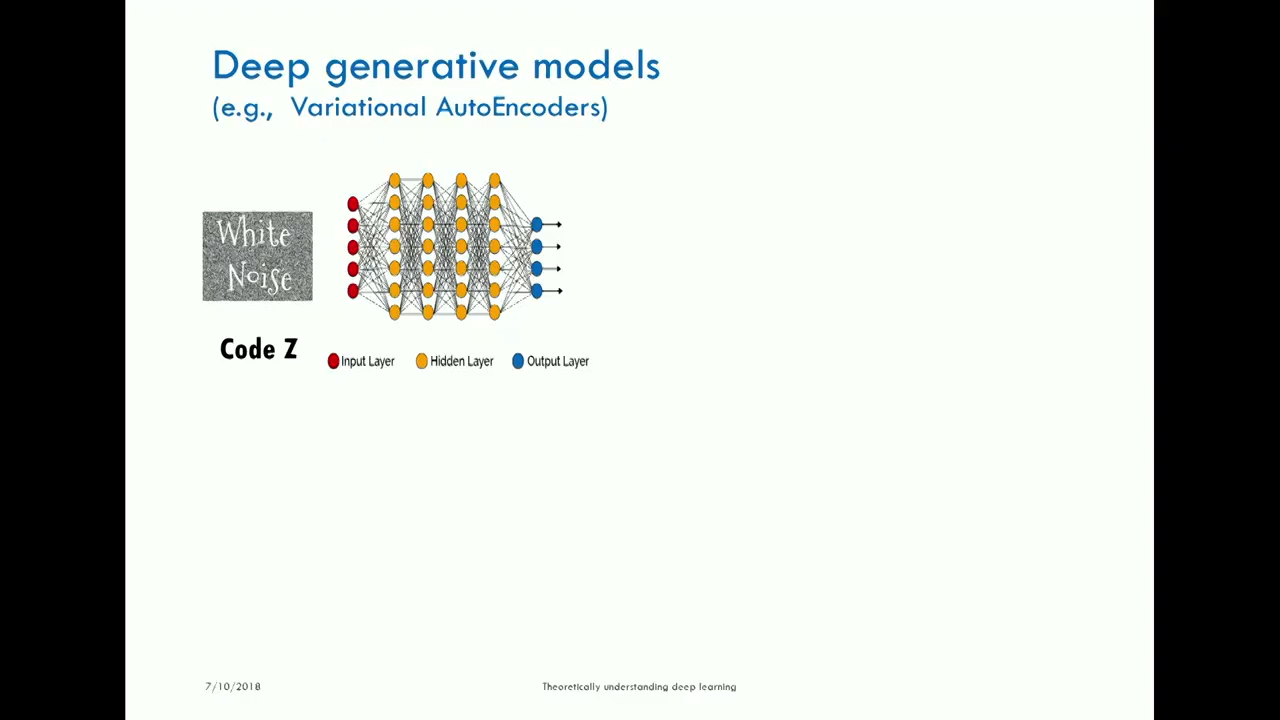 Deep generative models
(e.g., Variational AutoEncoders)
White
Noise
Code Z
Input Layer Hidden Layer Output Layer
7/10/2018 Theoretically understanding deep learning